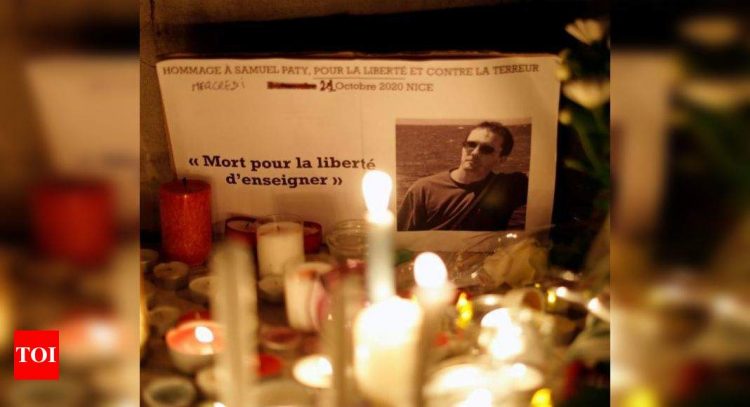 HOMMAGE À SAMUEL PATY, POUR LA LIBERTÉ ET CONTRE LA TERREUR
MERCREDI 21 Octobre 2020 NICE
« Mort pour la liberté
d'enseigner »
TOI